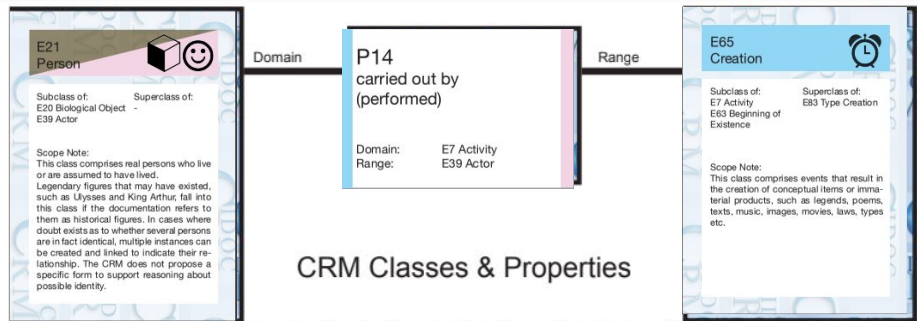 E21
Person
Subclass of: Superclass of:
E20 Biological Object -
E39 Actor
Scope Note:
This class comprises real persons who live
or are assumed to have lived.
Legendary figures that may have existed,
such as Ulysses and King Arthur, fall into
this class if the documentation refers to
them as historical figures. In cases where
doubt exists as to whether several persons
are in fact identical, multiple instances can
be created and linked to indicate their re-
lationship. The CRM does not propose a
specific form to support reasoning about
possible identity.
Domain
P14
carried out by
(performed)
Domain: E7 Activity
Range: E39 Actor
Range
E65
Creation
Subclass of: Superclass of:
E7 Activity E83 Type Creation
E63 Beginning of
Existence
Scope Note:
This class comprises events that result in
the creation of conceptual items or imma-
terial products, such as legends, poems,
texts, music, images, movies, laws, types
etc.
CRM Classes & Properties